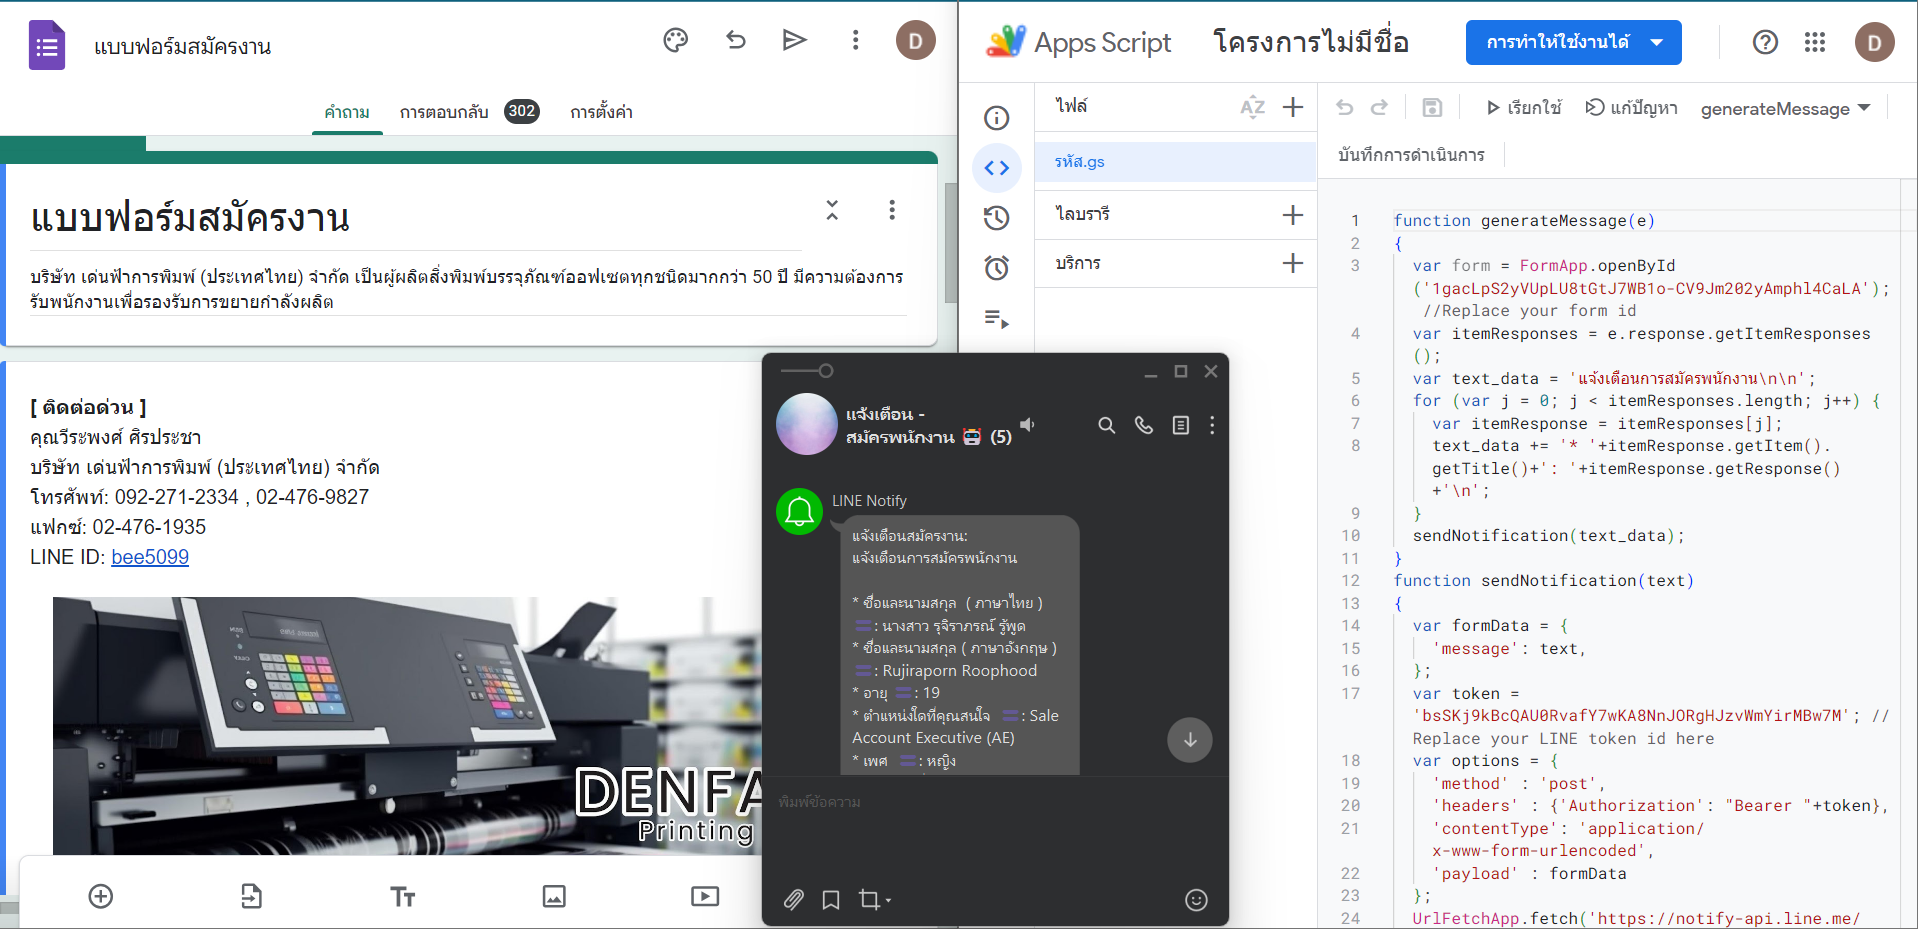 แบบฟอร์มสมัครงาน
D
คำถาม
การตอบกลับ 302
การตั้งค่า
แบบฟอร์มสมัครงาน
บริษัท เด่นฟ้าการพิมพ์ (ประเทศไทย) จำกัด เป็นผู้ผลิตสิ่งพิมพ์บรรจุภัณฑ์ออฟเซตทุกชนิดมากกว่า 50 ปี มีความต้องการ
รับพนักงานเพื่อรองรับการขยายกำลังผลิต
[ ติดต่อด่วน ]
คุณวีระพงศ์ ศิรประชา
บริษัท เด่นฟ้าการพิมพ์ (ประเทศไทย) จำกัด
โทรศัพท์: 092-271-2334 , 02-476-9827
แฟกซ์: 02-476-1935
LINE ID: bee5099
DENFA
Printing
Tт
แจ้งเตือน -
สมัครพนักงาน 🤖 (5)
LINE Notify
แจ้งเตือนสมัครงาน:
แจ้งเตือนการสมัครพนักงาน
* ชื่อและนามสกุล ( ภาษาไทย )
: นางสาว รุจิราภรณ์ รู้พูด
* ชื่อและนามสกุล ( ภาษาอังกฤษ )
: Rujiraporn Roophood
* อายุ : 19
* ตำแหน่งใดที่คุณสนใจ : Sale
Account Executive (AE)
* เพศ : หญิง
พิมพ์ข้อความ
Apps Script
โครงการไม่มีชื่อ
การทำให้ใช้งานได้
D
ไฟล์
AZ
รหัส.gs
ไลบรารี
บริการ
เรียกใช้
แก้ปัญหา
generateMessage
บันทึกการดำเนินการ
1 function generateMessage(e)
2 {
3 var form = FormApp.openById
('1gacLpS2yVUpLU8tGtJ7WB1o-CV9Jm202yAmphl4CaLA');
//Replace your form id
4 var itemResponses = e.response.getItemResponses
();
5 var text_data = 'แจ้งเตือนการสมัครพนักงาน\n\n';
6 for (var j = 0; j < itemResponses.length; j++) {
7 var itemResponse = itemResponses[j];
8 text_data += '* '+itemResponse.getItem().
getTitle()+': '+itemResponse.getResponse()
+'\n';
9 }
10 sendNotification(text_data);
11 }
12 function sendNotification(text)
13 {
14 var formData = {
15 'message': text,
16 };
17 var token =
'bsSKj9kBcQAU0RvafY7wKA8NnJORgHJzvWmYirMBw7M'; //
Replace your LINE token id here
18 var options = {
19 'method' : 'post',
20 'headers' : {'Authorization': "Bearer "+token},
21 'contentType': 'application/
x-www-form-urlencoded',
22 'payload' : formData
23 };
24 UrlFetchApp.fetch('https://notify-api.line.me/